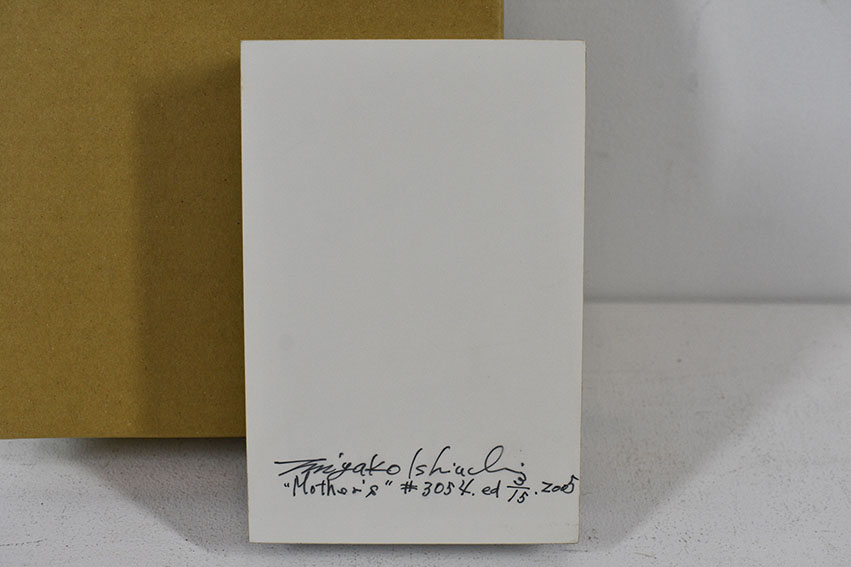 Miyako Ishiuchi
"Mother's" #3054. ed 3/15. 2005